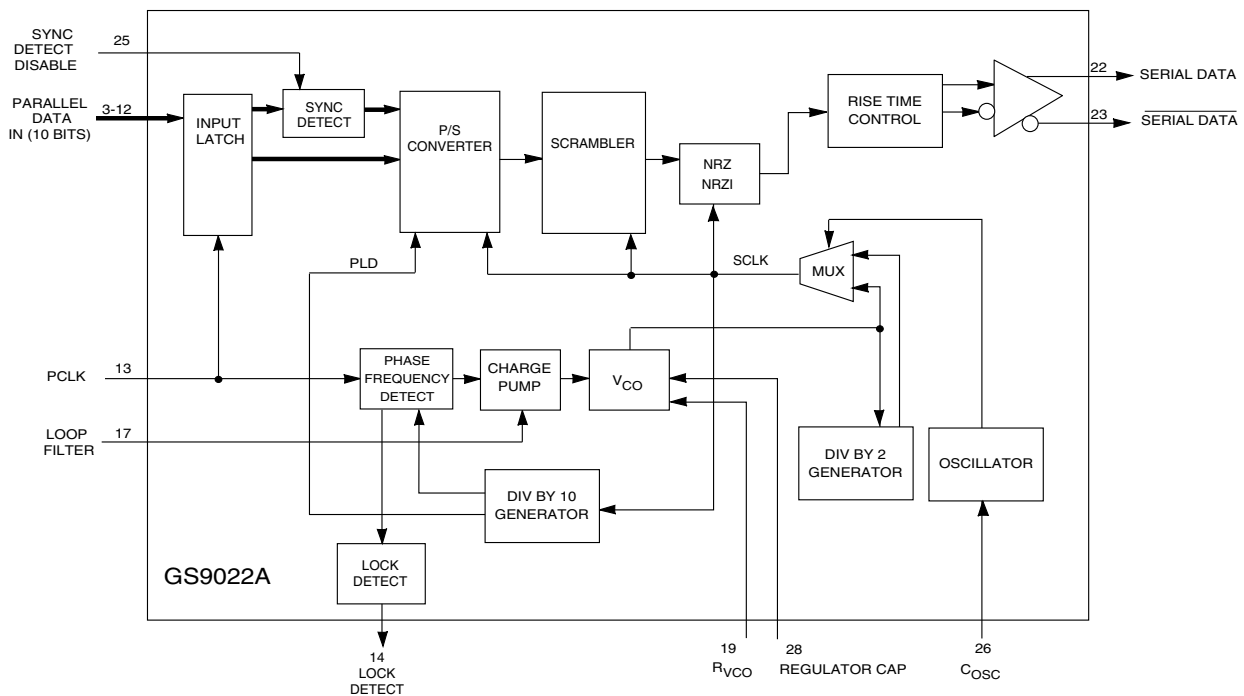 SYNC
DETECT
DISABLE
25
PARALLEL
DATA
IN (10 BITS)
3-12
INPUT
LATCH
SYNC
DETECT
P/S
CONVERTER
SCRAMBLER
NRZ
NRZI
RISE TIME
CONTROL
22
SERIAL DATA
23
SERIAL DATA
PLD
SCLK
MUX
PCLK
13
PHASE
FREQUENCY
DETECT
CHARGE
PUMP
VCO
LOOP
FILTER
17
DIV BY 2
GENERATOR
OSCILLATOR
DIV BY 10
GENERATOR
LOCK
DETECT
GS9022A
14
LOCK
DETECT
19
RVCO
28
REGULATOR CAP
26
COSC